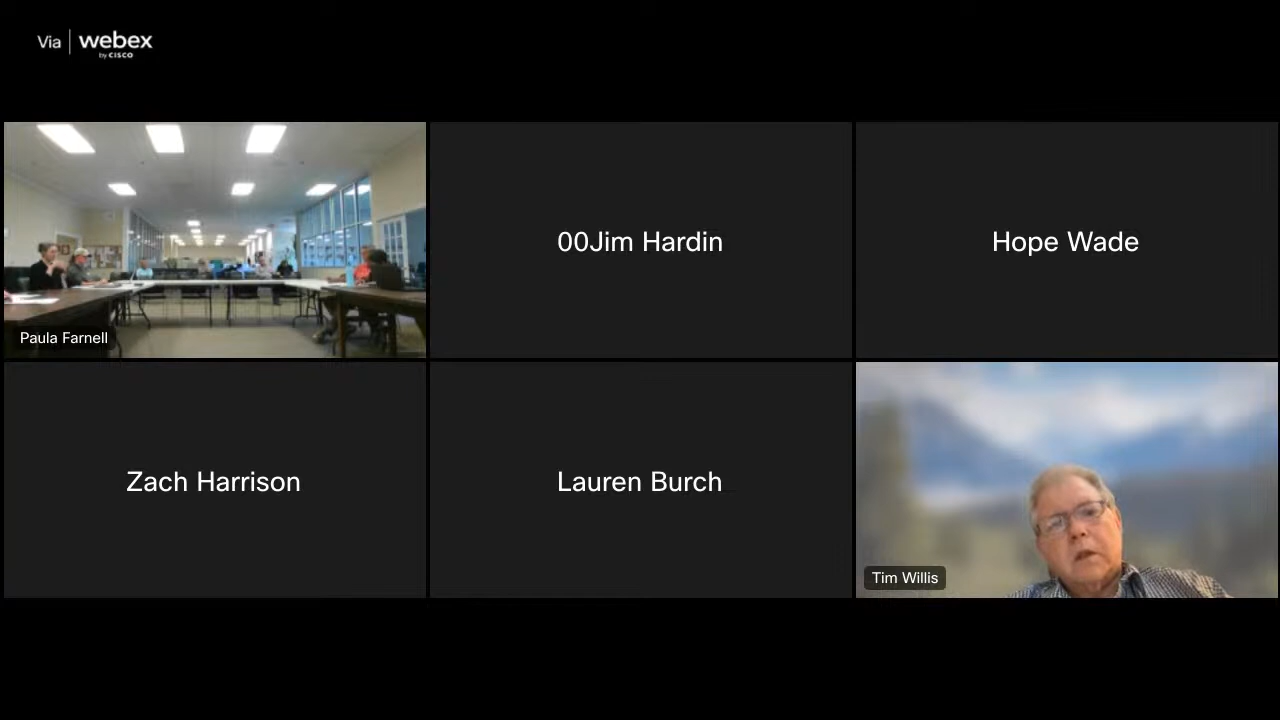 Via | webex
by CISCO
Paula Farnell
00Jim Hardin
Hope Wade
Zach Harrison
Lauren Burch
Tim Willis